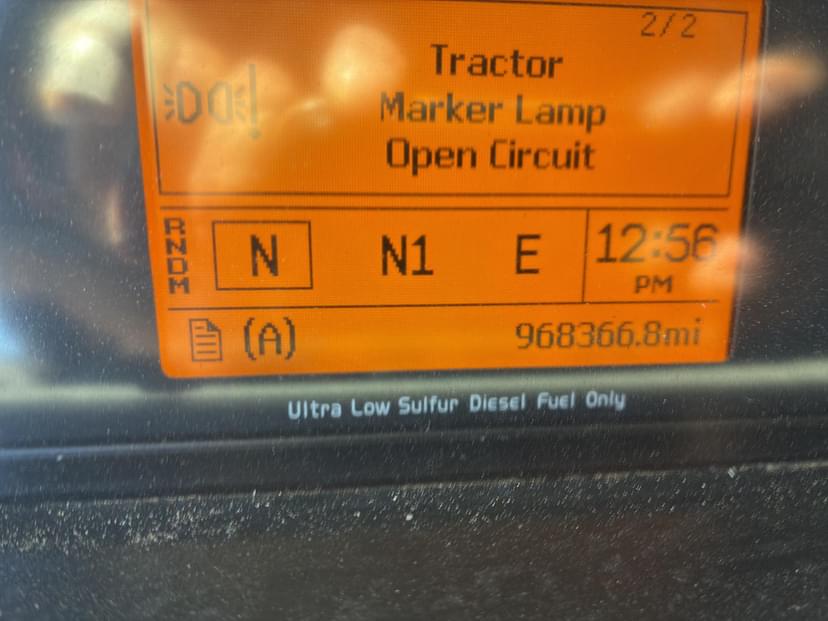 2/2
Tractor
Marker Lamp
Open Circuit
RNDM
N N1 E 12:56
PM
(A) 968366.8mi
Ultra Low Sulfur Diesel Fuel Only